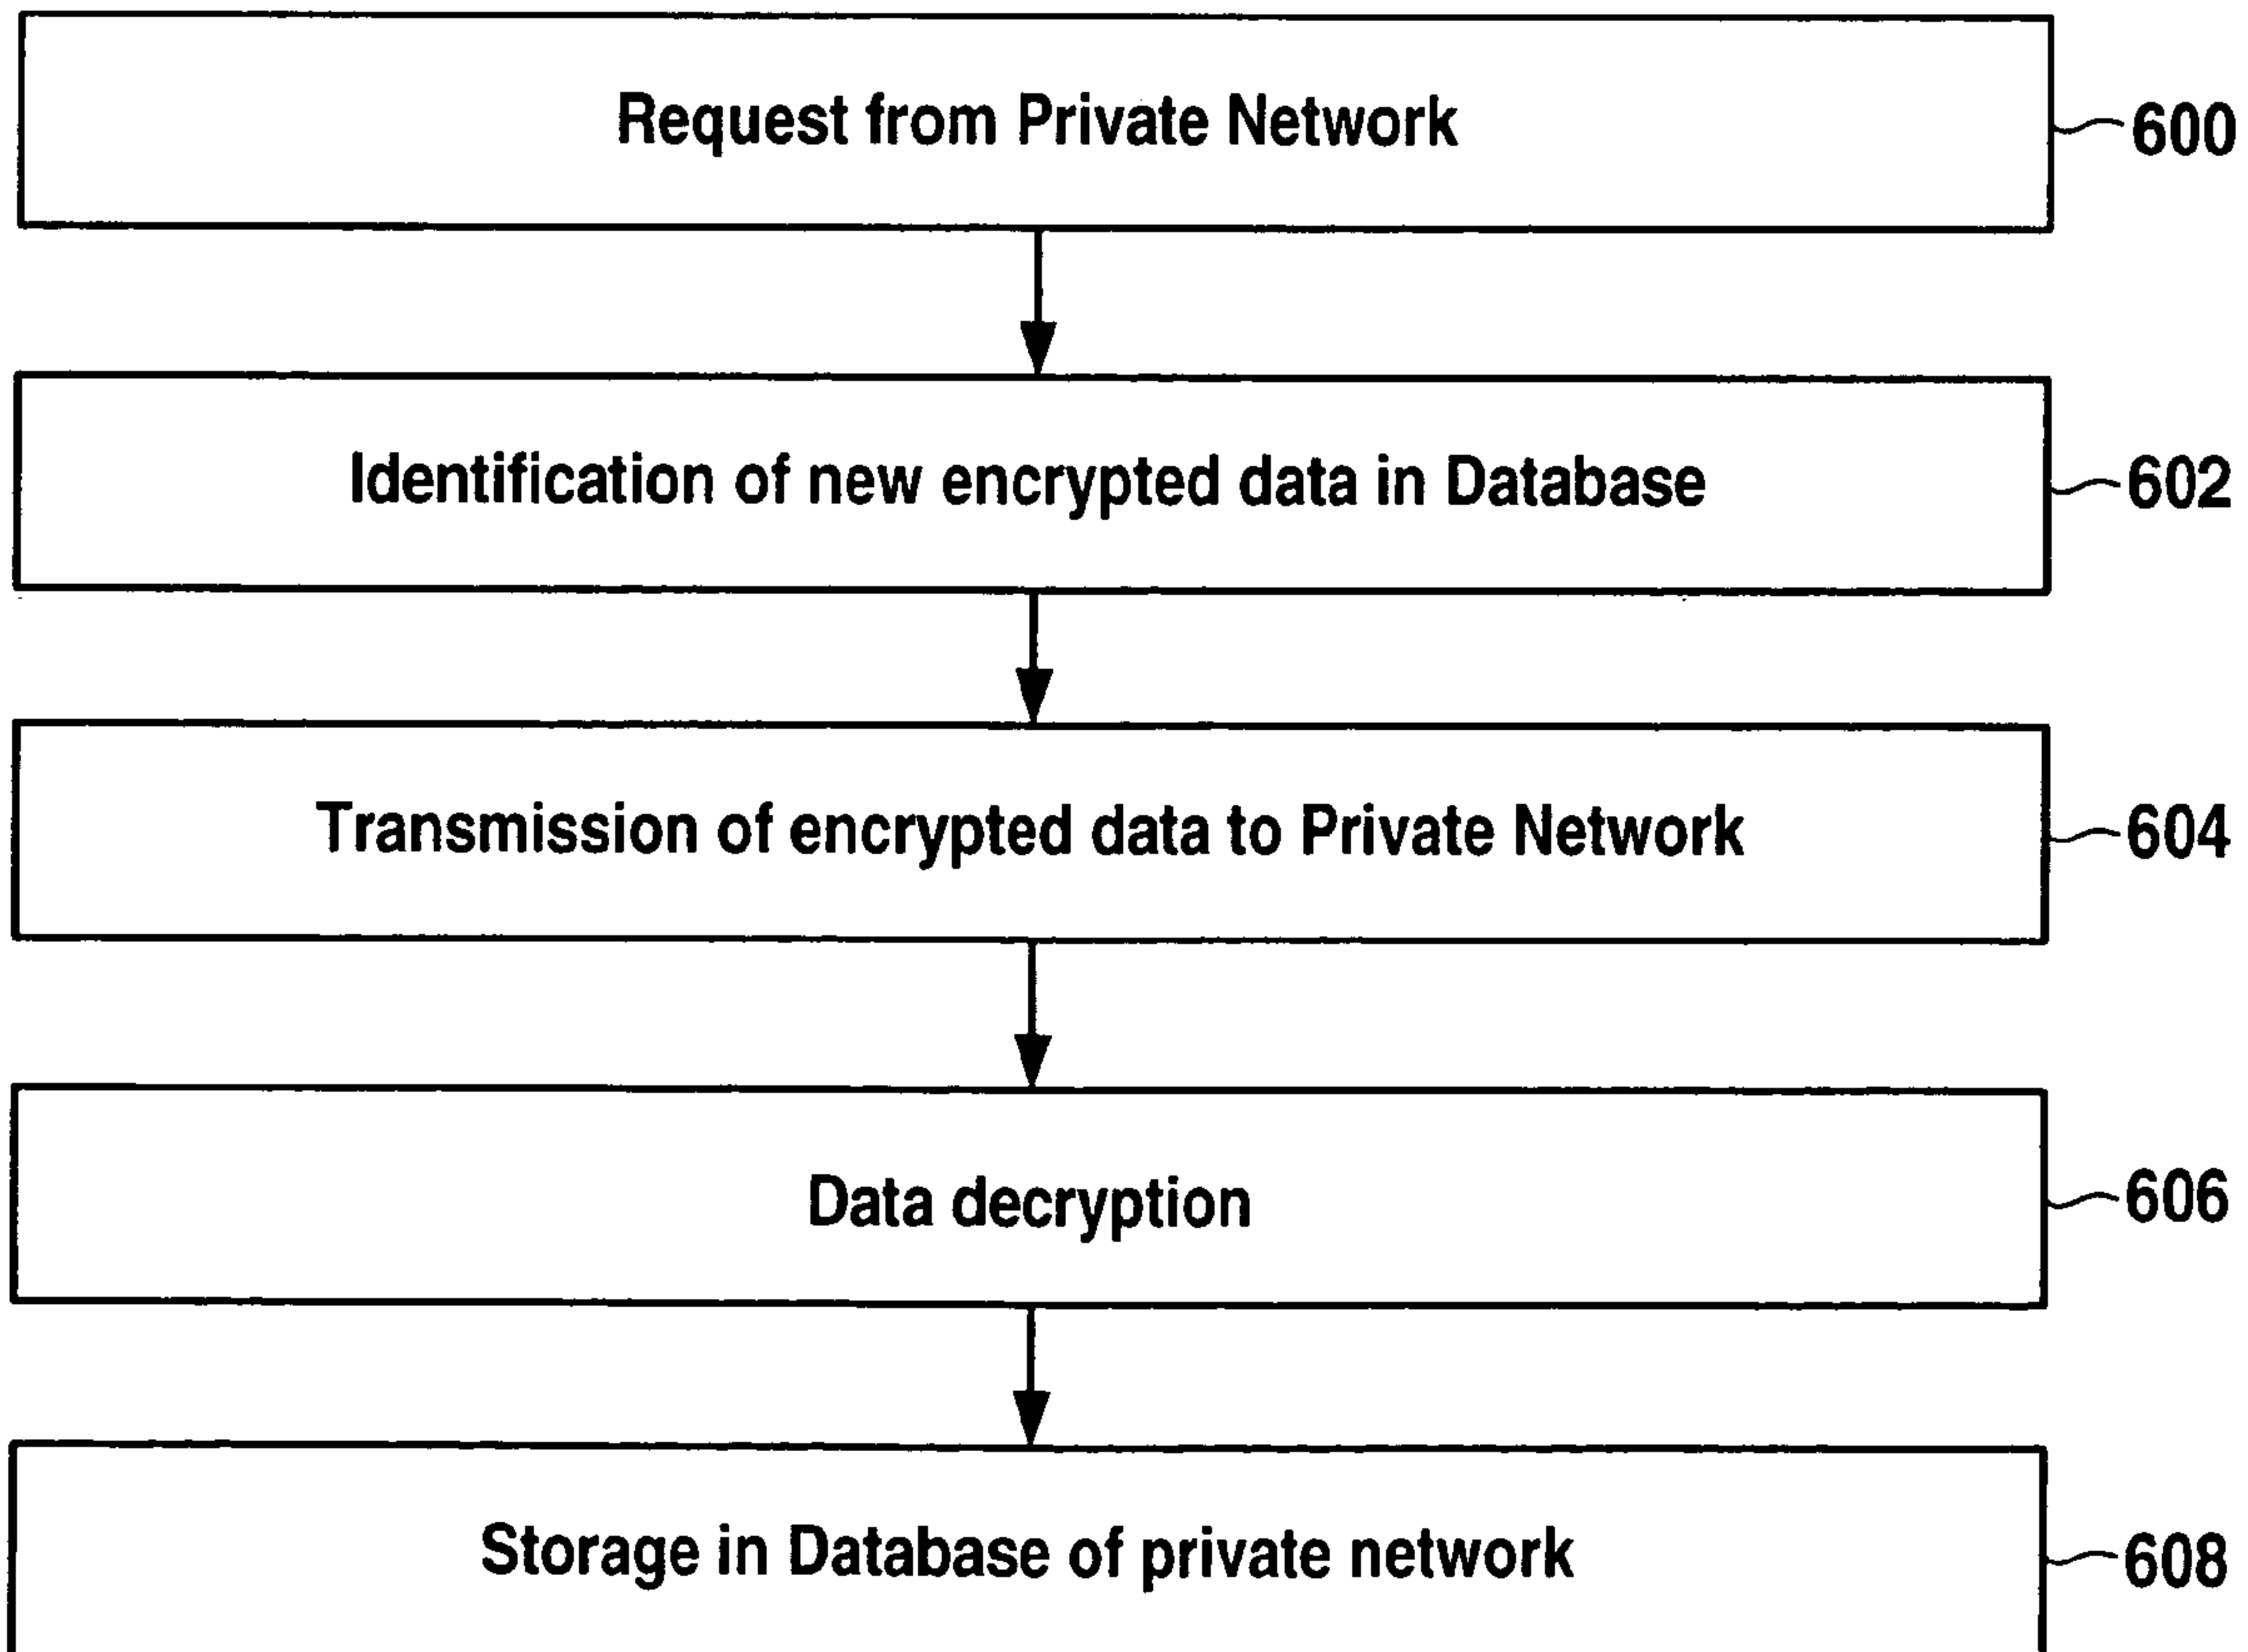 Request from Private Network
600
Identification of new encrypted data in Database
602
Transmission of encrypted data to Private Network
604
Data decryption
606
Storage in Database of private network
608